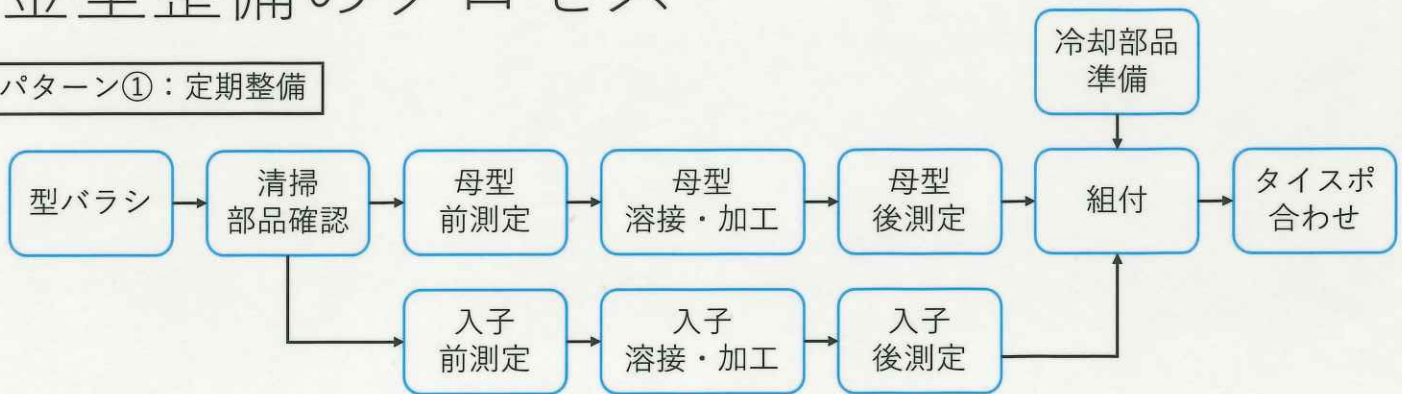 金型整備のプロセス
パターン①：定期整備
冷却部品
準備
型バラシ
清掃
部品確認
母型
前測定
母型
溶接・加工
母型
後測定
組付
タイスポ
合わせ
入子
前測定
入子
溶接・加工
入子
後測定